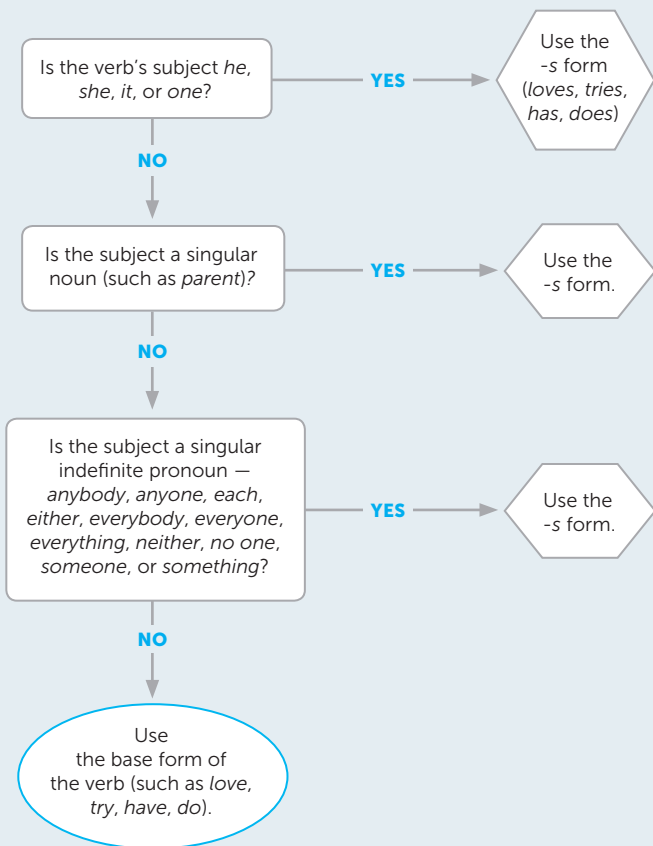 Is the verb's subject he,
she, it, or one?
YES
Use the
-s form
(loves, tries,
has, does)
NO
Is the subject a singular
noun (such as parent)?
YES
Use the
-s form.
NO
Is the subject a singular
indefinite pronoun —
anybody, anyone, each,
either, everybody, everyone,
everything, neither, no one,
someone, or something?
YES
Use the
-s form.
NO
Use
the base form of
the verb (such as love,
try, have, do).